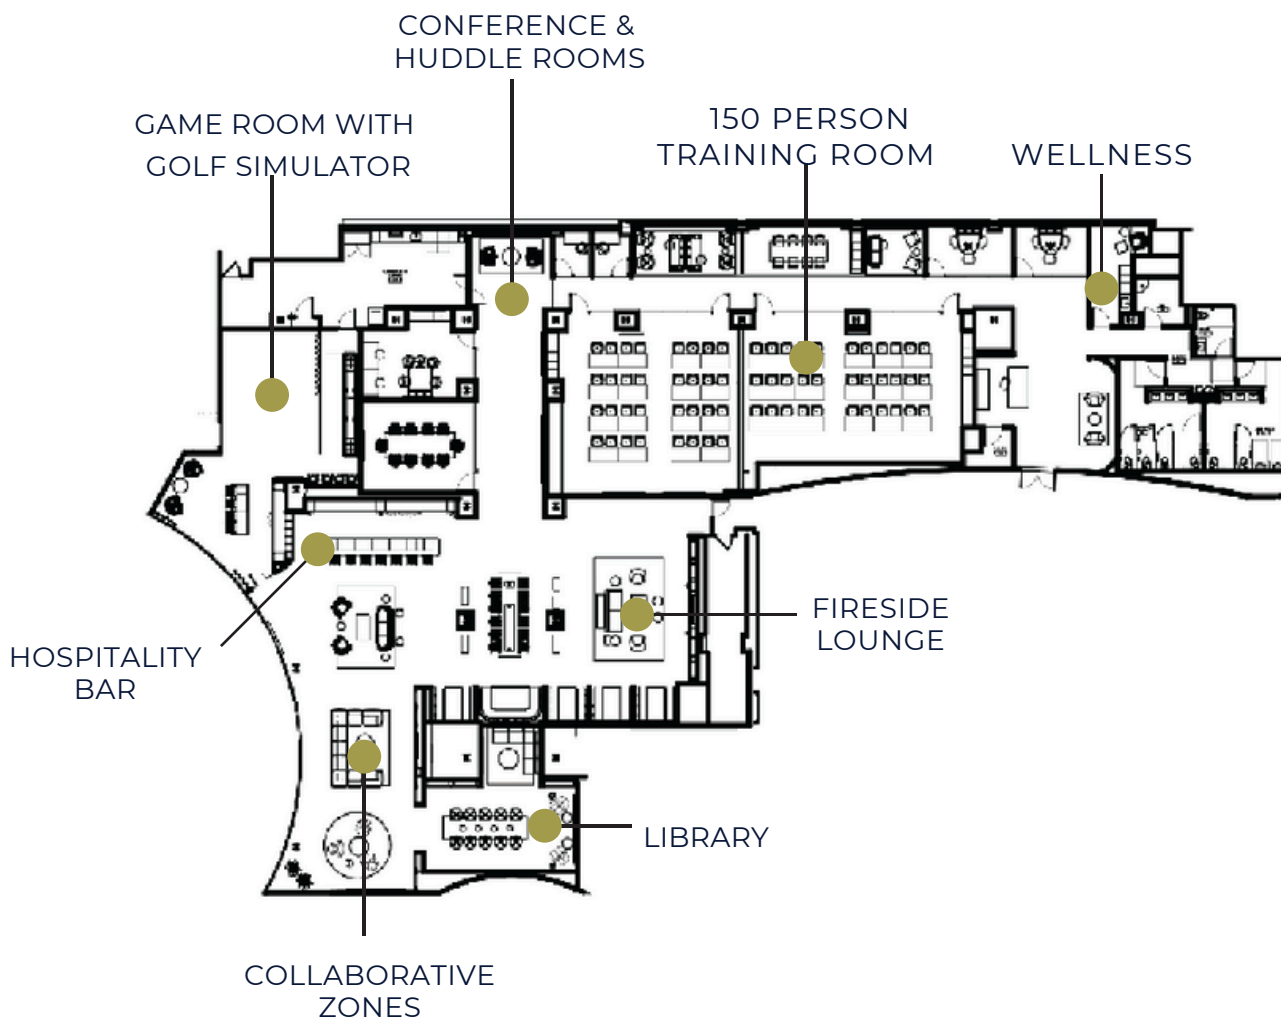 CONFERENCE &
HUDDLE ROOMS
GAME ROOM WITH
GOLF SIMULATOR
150 PERSON
TRAINING ROOM
WELLNESS
FIRESIDE
LOUNGE
HOSPITALITY
BAR
LIBRARY
COLLABORATIVE
ZONES